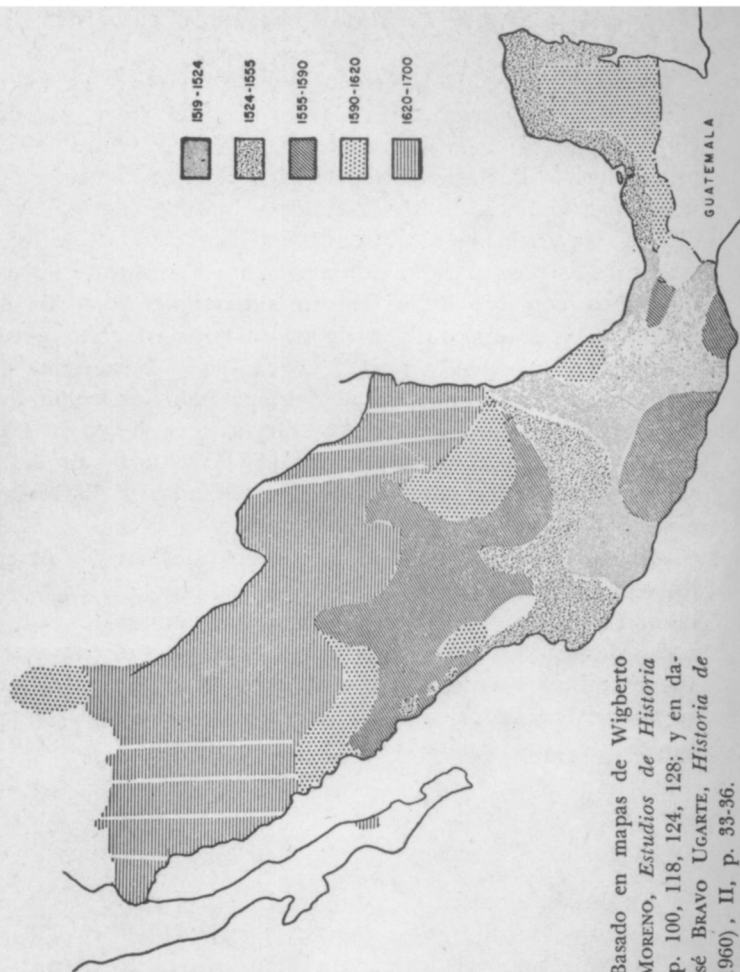 1519-1524
1524-1555
1555-1590
1590-1620
1620-1700
GUATEMALA
Basado en mapas de Wigberto
MORENO, Estudios de Historia
p. 100, 118, 124, 128; y en da-
sé BRAVO UGARTE, Historia de
960), II, p. 33-36.